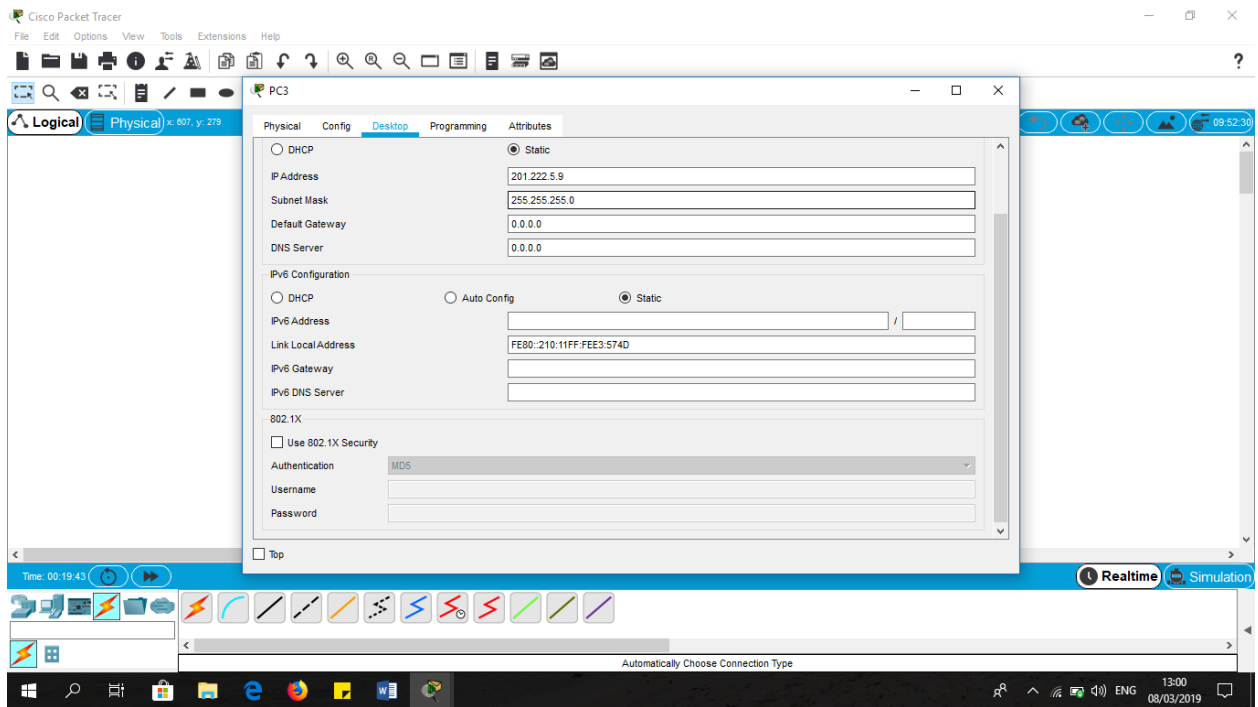 Cisco Packet Tracer
File Edit Options View Tools Extensions Help
?
PC3
Logical Physical x: 607, y: 279
09:52:30
Physical Config Desktop Programming Attributes
DHCP Static
IP Address 201.222.5.9
Subnet Mask 255.255.255.0
Default Gateway 0.0.0.0
DNS Server 0.0.0.0
IPv6 Configuration
DHCP Auto Config Static
IPv6 Address /
Link Local Address FE80::210:11FF:FEE3:574D
IPv6 Gateway
IPv6 DNS Server
802.1X
Use 802.1X Security
Authentication MD5
Username
Password
Top
Time: 00:19:43
Realtime Simulation
Automatically Choose Connection Type
ENG
13:00
08/03/2019